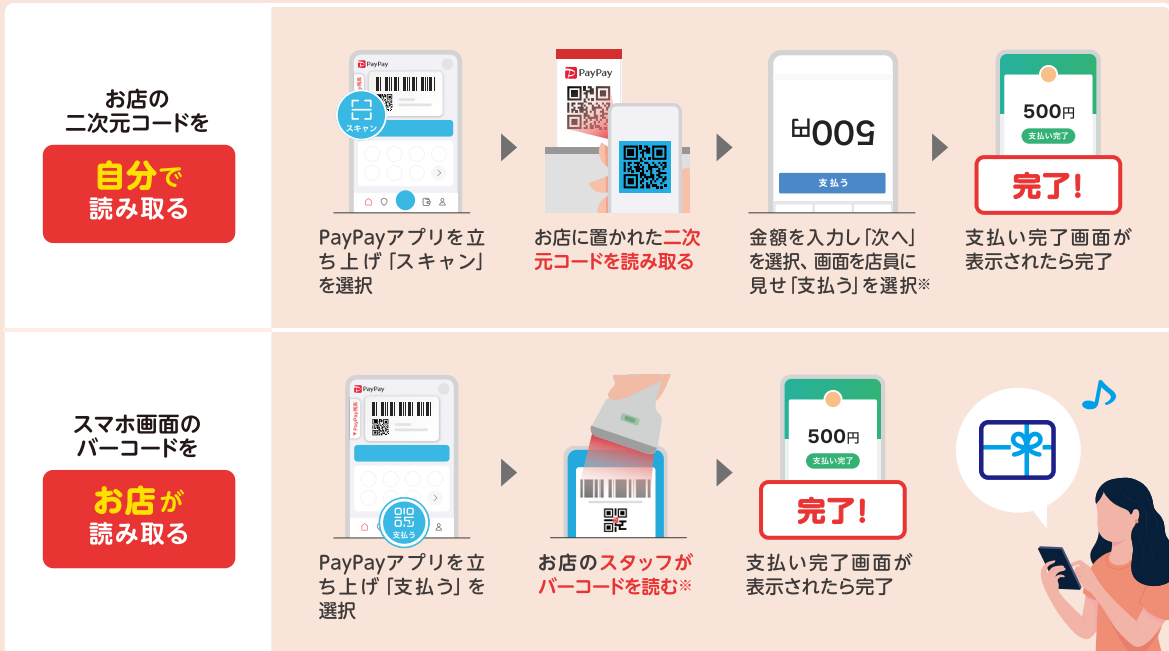 お店の
二次元コードを
自分で
読み取る
PayPay
スキャン
PayPay
500円
支払う
500円
支払い完了
完了!
PayPayアプリを立
ち上げ「スキャン」
を選択
お店に置かれた二次
元コードを読み取る
金額を入力し「次へ」
を選択、画面を店員に
見せ「支払う」を選択※
支払い完了画面が
表示されたら完了
スマホ画面の
バーコードを
お店が
読み取る
PayPay
支払う
500円
支払い完了
完了!
PayPayアプリを立
ち上げ「支払う」を
選択
お店のスタッフが
バーコードを読む※
支払い完了画面が
表示されたら完了